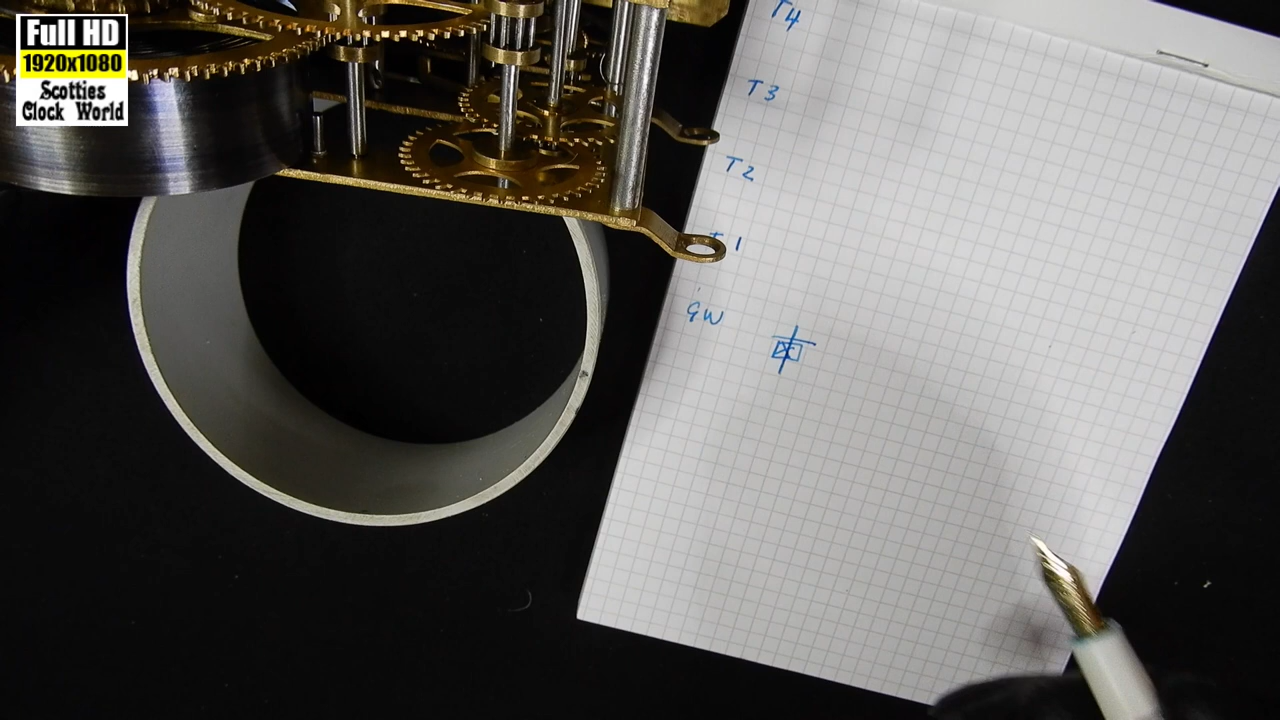 Full HD
1920x1080
Scotties
Clock World
T4
T3
T2
T1
GW